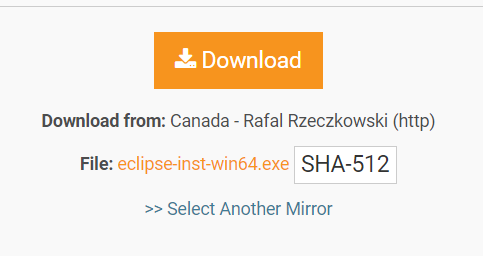 Download
Download from: Canada - Rafal Rzeczkowski (http)
File: eclipse-inst-win64.exe SHA-512
>> Select Another Mirror